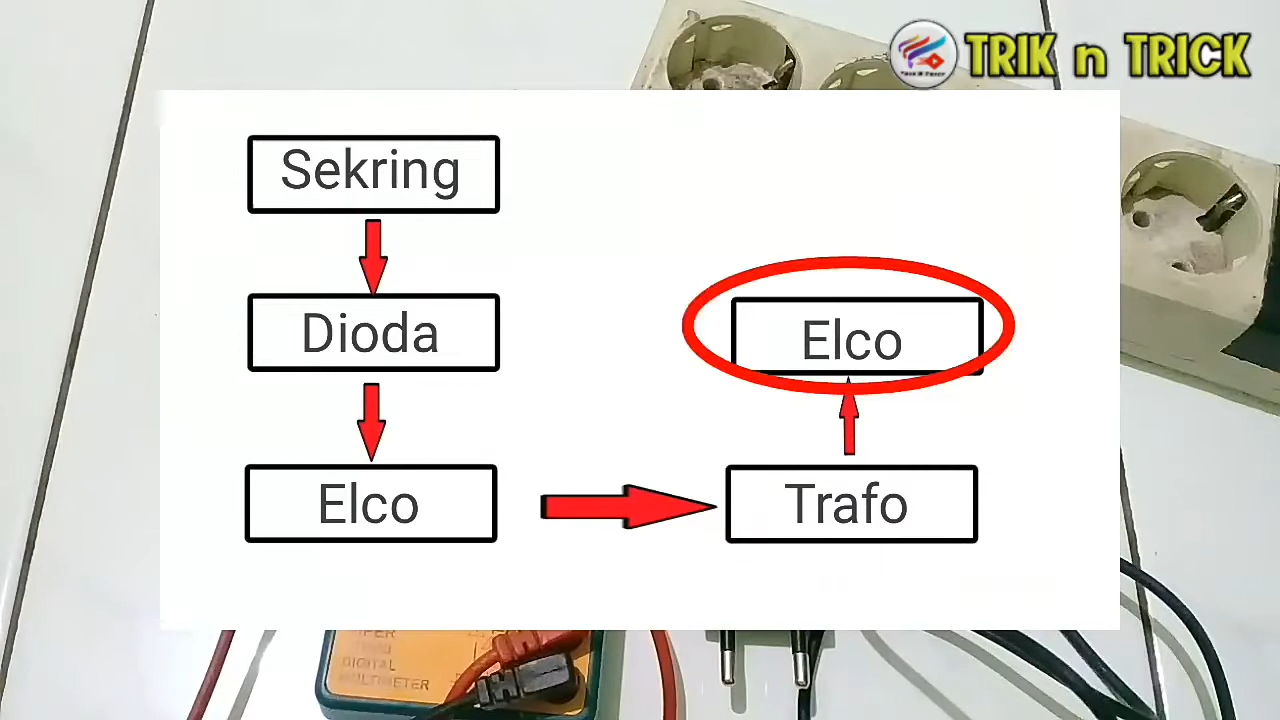 TRIK n TRICK
Sekring
Dioda
Elco
Elco
Trafo
DIGITAL
MULTIMETER